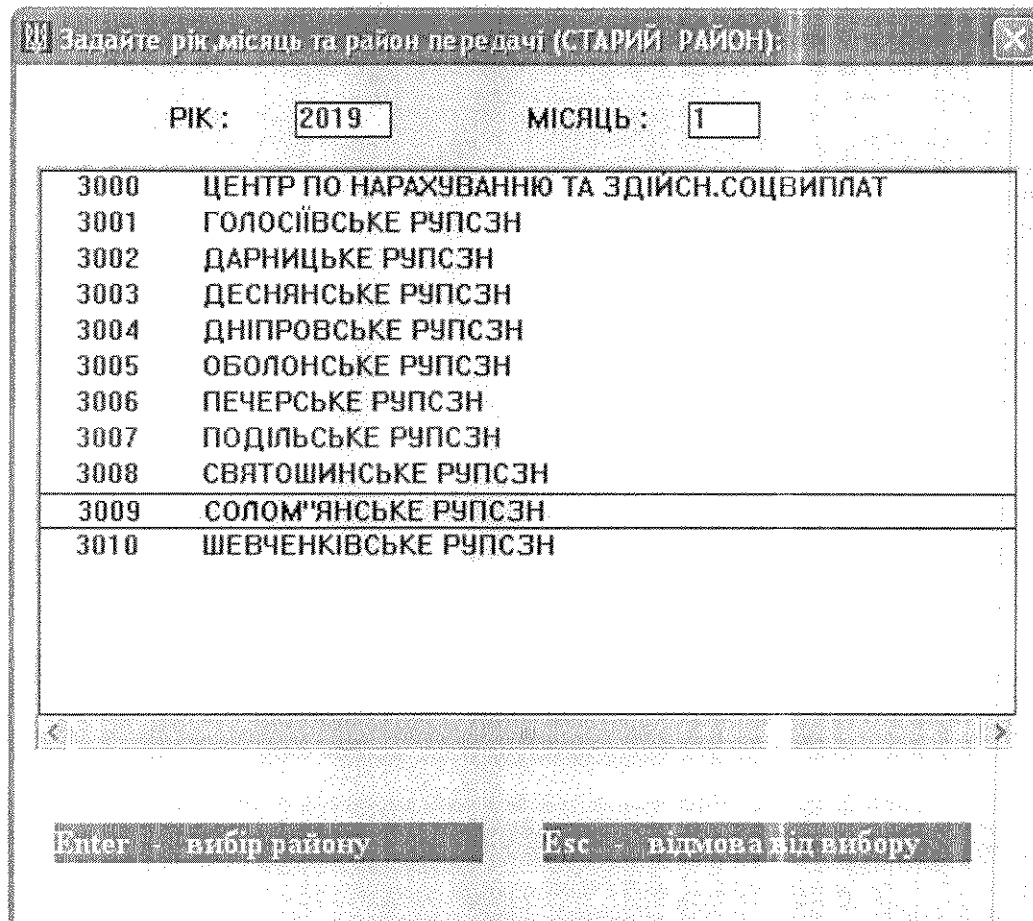 Задайте рік,місяць та район передачі (СТАРИЙ РАЙОН):
РІК : 2019 МІСЯЦЬ : 1
3000 ЦЕНТР ПО НАРАХУВАННЮ ТА ЗДІЙСН.СОЦВИПЛАТ
3001 ГОЛОСІЇВСЬКЕ РУПСЗН
3002 ДАРНИЦЬКЕ РУПСЗН
3003 ДЕСНЯНСЬКЕ РУПСЗН
3004 ДНІПРОВСЬКЕ РУПСЗН
3005 ОБОЛОНСЬКЕ РУПСЗН
3006 ПЕЧЕРСЬКЕ РУПСЗН
3007 ПОДІЛЬСЬКЕ РУПСЗН
3008 СВЯТОШИНСЬКЕ РУПСЗН
3009 СОЛОМ"ЯНСЬКЕ РУПСЗН
3010 ШЕВЧЕНКІВСЬКЕ РУПСЗН
Enter - вибір району Esc - відмова від вибору